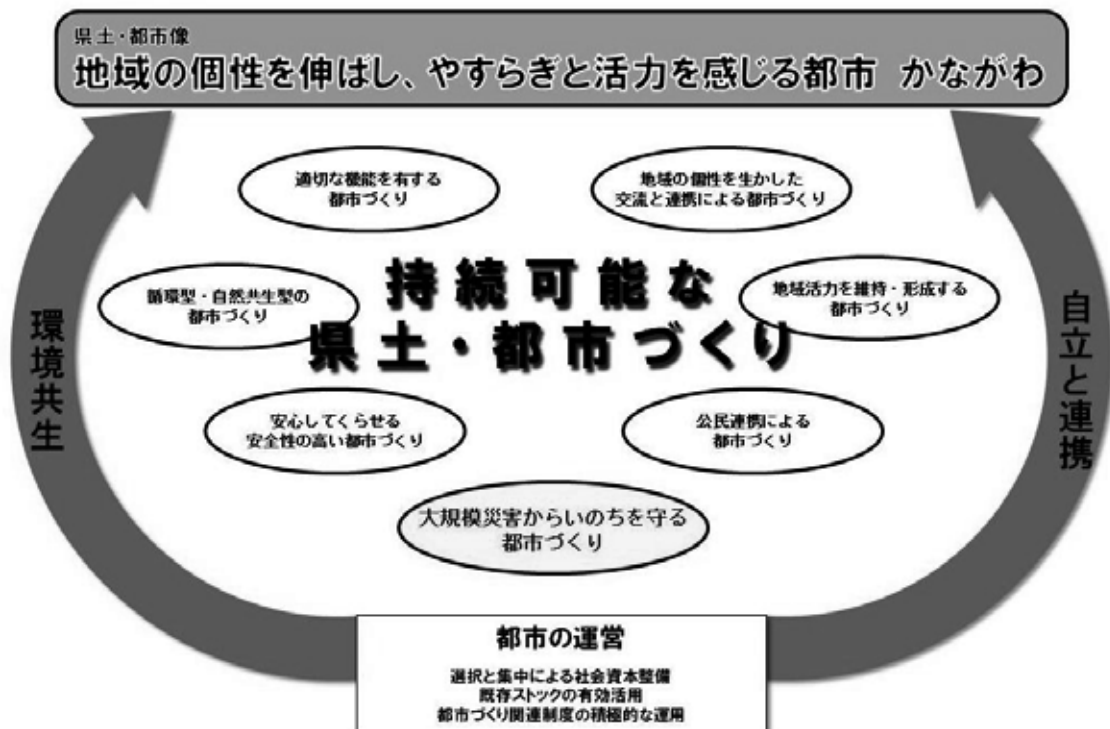 県土・都市像
地域の個性を伸ばし、やすらぎと活力を感じる都市 かながわ
適切な機能を有する
都市づくり
地域の個性を生かした
交流と連携による都市づくり
循環型・自然共生型の
都市づくり
持続可能な
県土・都市づくり
地域活力を維持・形成する
都市づくり
環境共生
自立と連携
安心してくらせる
安全性の高い都市づくり
公民連携による
都市づくり
大規模災害からいのちを守る
都市づくり
都市の運営
選択と集中による社会資本整備
既存ストックの有効活用
都市づくり関連制度の積極的な運用